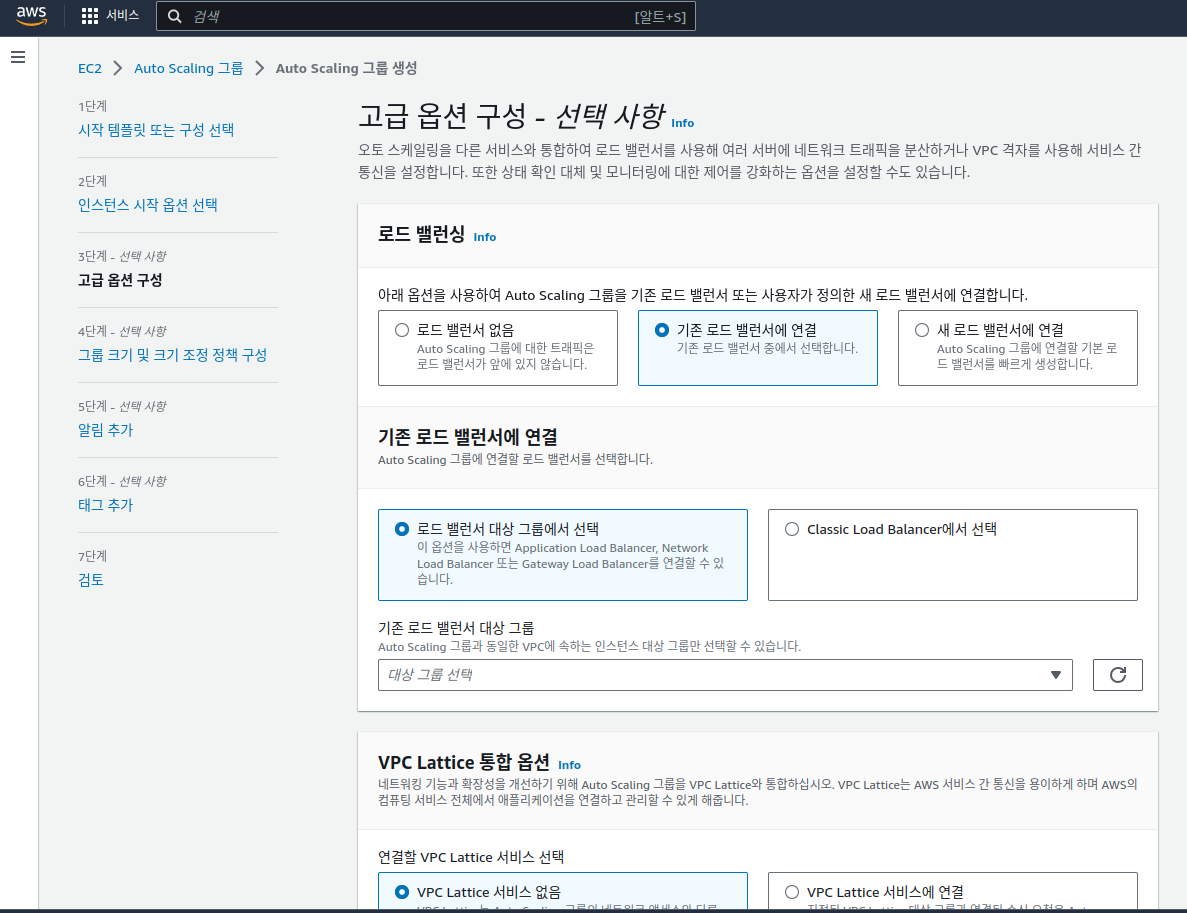 aws
서비스
검색
[알트+S]
EC2
Auto Scaling 그룹
Auto Scaling 그룹 생성
1단계
시작 템플릿 또는 구성 선택
2단계
인스턴스 시작 옵션 선택
3단계 - 선택 사항
고급 옵션 구성
4단계 - 선택 사항
그룹 크기 및 크기 조정 정책 구성
5단계 - 선택 사항
알림 추가
6단계 - 선택 사항
태그 추가
7단계
검토
고급 옵션 구성 - 선택 사항 Info
오토 스케일링을 다른 서비스와 통합하여 로드 밸런서를 사용해 여러 서버에 네트워크 트래픽을 분산하거나 VPC 격자를 사용해 서비스 간
통신을 설정합니다. 또한 상태 확인 대체 및 모니터링에 대한 제어를 강화하는 옵션을 설정할 수도 있습니다.
로드 밸런싱 Info
아래 옵션을 사용하여 Auto Scaling 그룹을 기존 로드 밸런서 또는 사용자가 정의한 새 로드 밸런서에 연결합니다.
로드 밸런서 없음
Auto Scaling 그룹에 대한 트래픽은
로드 밸런서가 앞에 있지 않습니다.
기존 로드 밸런서에 연결
기존 로드 밸런서 중에서 선택합니다.
새 로드 밸런서에 연결
Auto Scaling 그룹에 연결할 기본 로
드 밸런서를 빠르게 생성합니다.
기존 로드 밸런서에 연결
Auto Scaling 그룹에 연결할 로드 밸런서를 선택합니다.
로드 밸런서 대상 그룹에서 선택
이 옵션을 사용하면 Application Load Balancer, Network
Load Balancer 또는 Gateway Load Balancer를 연결할 수 있
습니다.
Classic Load Balancer에서 선택
기존 로드 밸런서 대상 그룹
Auto Scaling 그룹과 동일한 VPC에 속하는 인스턴스 대상 그룹만 선택할 수 있습니다.
대상 그룹 선택
VPC Lattice 통합 옵션 Info
네트워킹 기능과 확장성을 개선하기 위해 Auto Scaling 그룹을 VPC Lattice와 통합하십시오. VPC Lattice는 AWS 서비스 간 통신을 용이하게 하며 AWS의
컴퓨팅 서비스 전체에서 애플리케이션을 연결하고 관리할 수 있게 해줍니다.
연결할 VPC Lattice 서비스 선택
VPC Lattice 서비스 없음
VPC Lattice 서비스에 연결